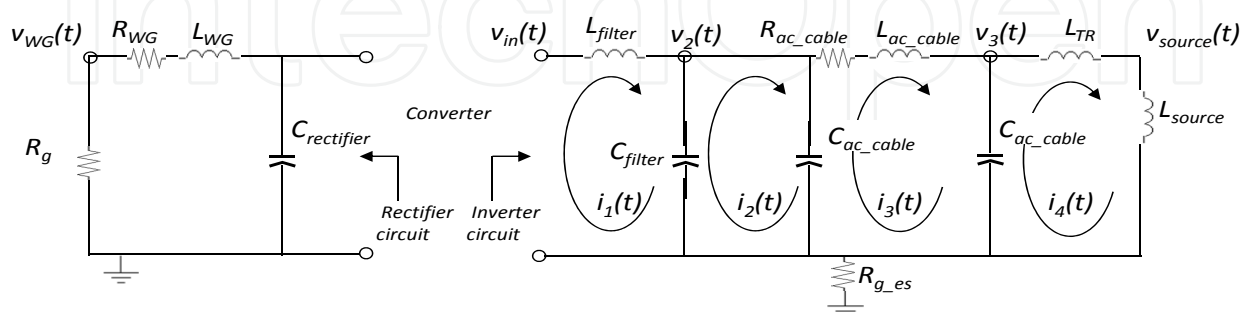 InTechOpen
v_WG(t) R_WG L_WG v_in(t) L_filter v_2(t) R_ac_cable L_ac_cable v_3(t) L_TR v_source(t)
R_g C_rectifier Converter C_filter C_ac_cable C_ac_cable L_source
i_1(t) i_2(t) i_3(t) i_4(t)
Rectifier Inverter
circuit circuit
R_g_es